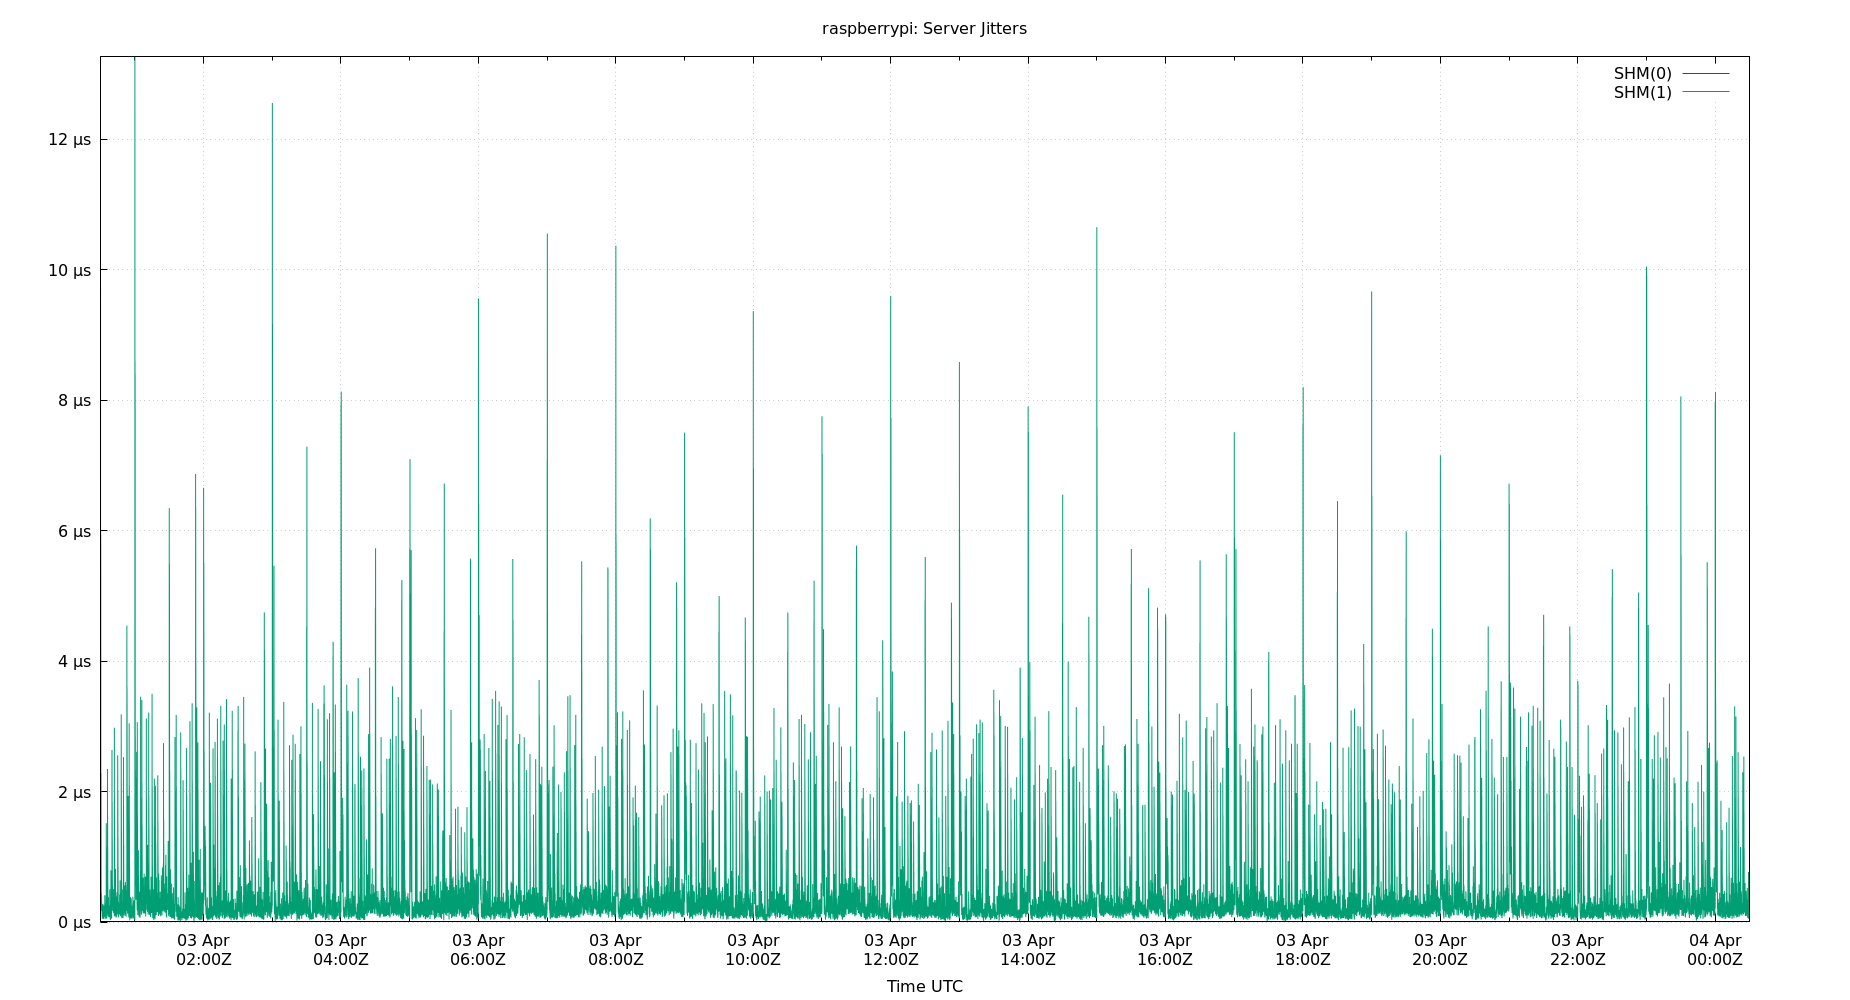 raspberrypi: Server Jitters
SHM(0)
SHM(1)
12 μs
10 μs
8 μs
6 μs
4 μs
2 μs
0 μs
03 Apr 03 Apr 03 Apr 03 Apr 03 Apr 03 Apr 03 Apr 03 Apr 03 Apr 03 Apr 03 Apr 04 Apr
02:00Z 04:00Z 06:00Z 08:00Z 10:00Z 12:00Z 14:00Z 16:00Z 18:00Z 20:00Z 22:00Z 00:00Z
Time UTC